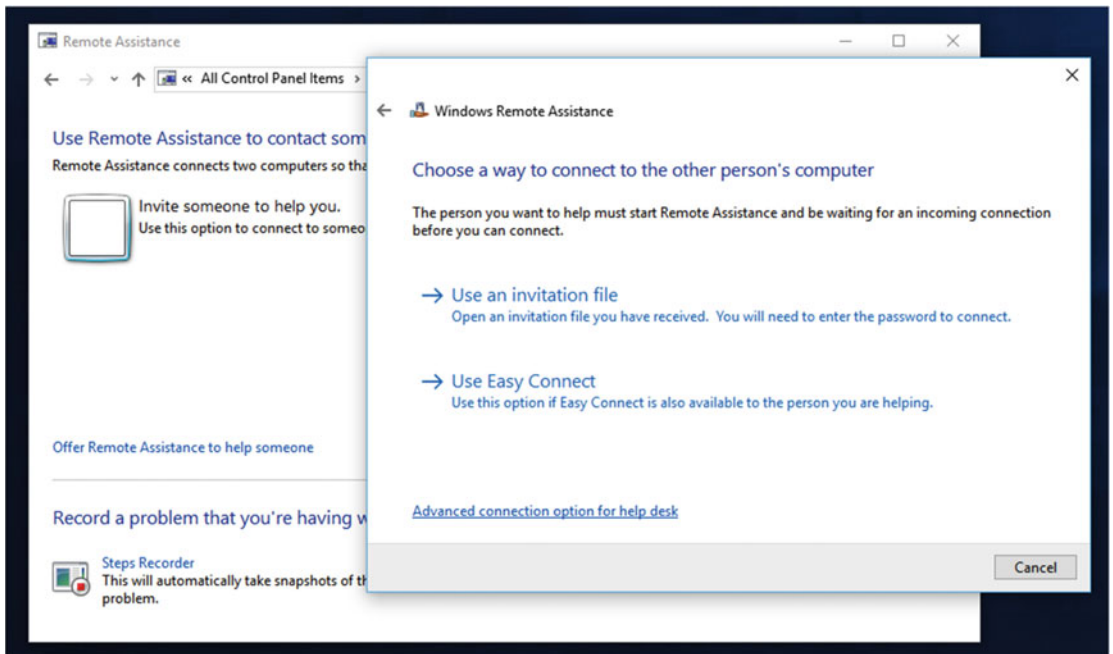 Remote Assistance
« All Control Panel Items >
Use Remote Assistance to contact som
Remote Assistance connects two computers so tha
Invite someone to help you.
Use this option to connect to someo
Offer Remote Assistance to help someone
Record a problem that you're having w
Steps Recorder
This will automatically take snapshots of th
problem.
Windows Remote Assistance
Choose a way to connect to the other person's computer
The person you want to help must start Remote Assistance and be waiting for an incoming connection
before you can connect.
Use an invitation file
Open an invitation file you have received. You will need to enter the password to connect.
Use Easy Connect
Use this option if Easy Connect is also available to the person you are helping.
Advanced connection option for help desk
Cancel